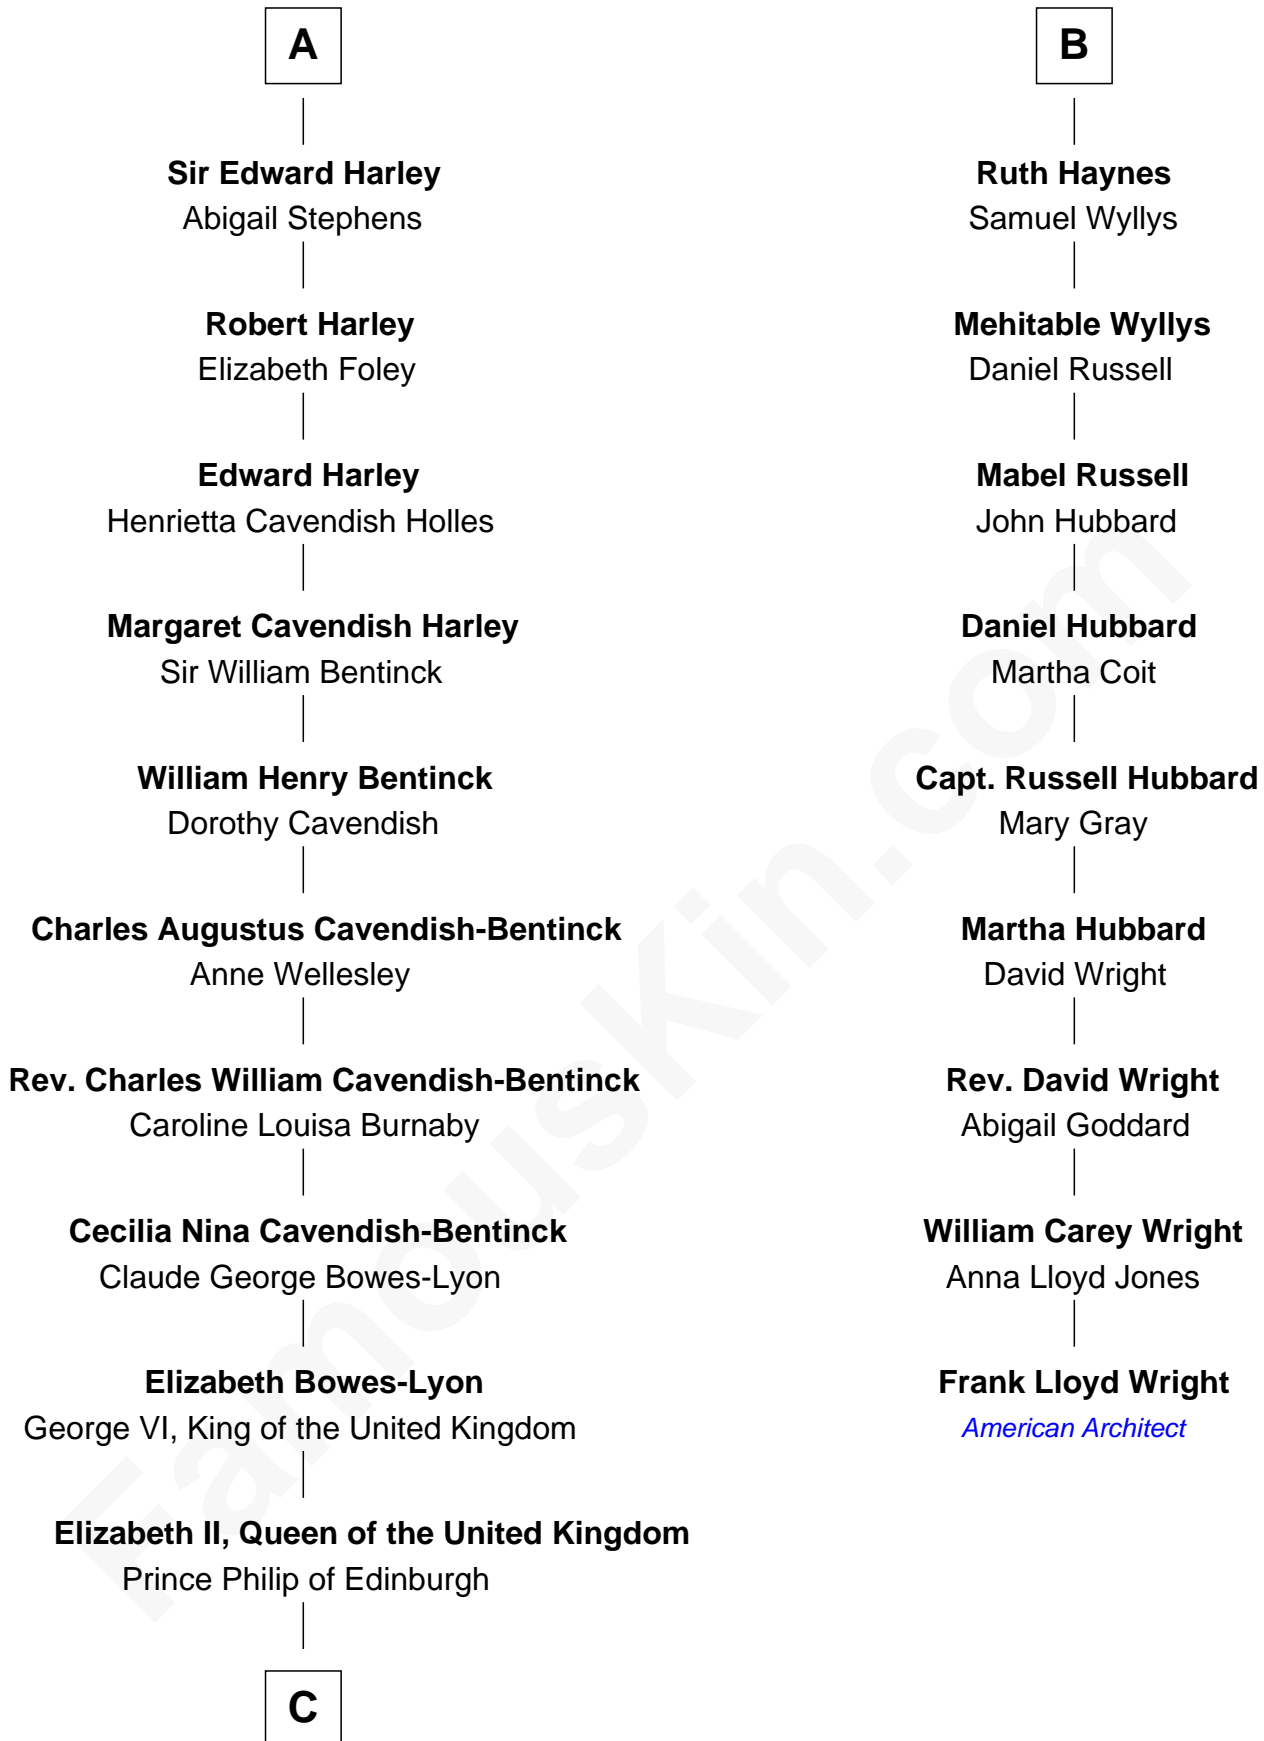 A
Sir Edward Harley
Abigail Stephens
Robert Harley
Elizabeth Foley
Edward Harley
Henrietta Cavendish Holles
Margaret Cavendish Harley
Sir William Bentinck
William Henry Bentinck
Dorothy Cavendish
Charles Augustus Cavendish-Bentinck
Anne Wellesley
Rev. Charles William Cavendish-Bentinck
Caroline Louisa Burnaby
Cecilia Nina Cavendish-Bentinck
Claude George Bowes-Lyon
Elizabeth Bowes-Lyon
George VI, King of the United Kingdom
Elizabeth II, Queen of the United Kingdom
Prince Philip of Edinburgh
C
B
Ruth Haynes
Samuel Wyllys
Mehitable Wyllys
Daniel Russell
Mabel Russell
John Hubbard
Daniel Hubbard
Martha Coit
Capt. Russell Hubbard
Mary Gray
Martha Hubbard
David Wright
Rev. David Wright
Abigail Goddard
William Carey Wright
Anna Lloyd Jones
Frank Lloyd Wright
American Architect
FamousKin.com